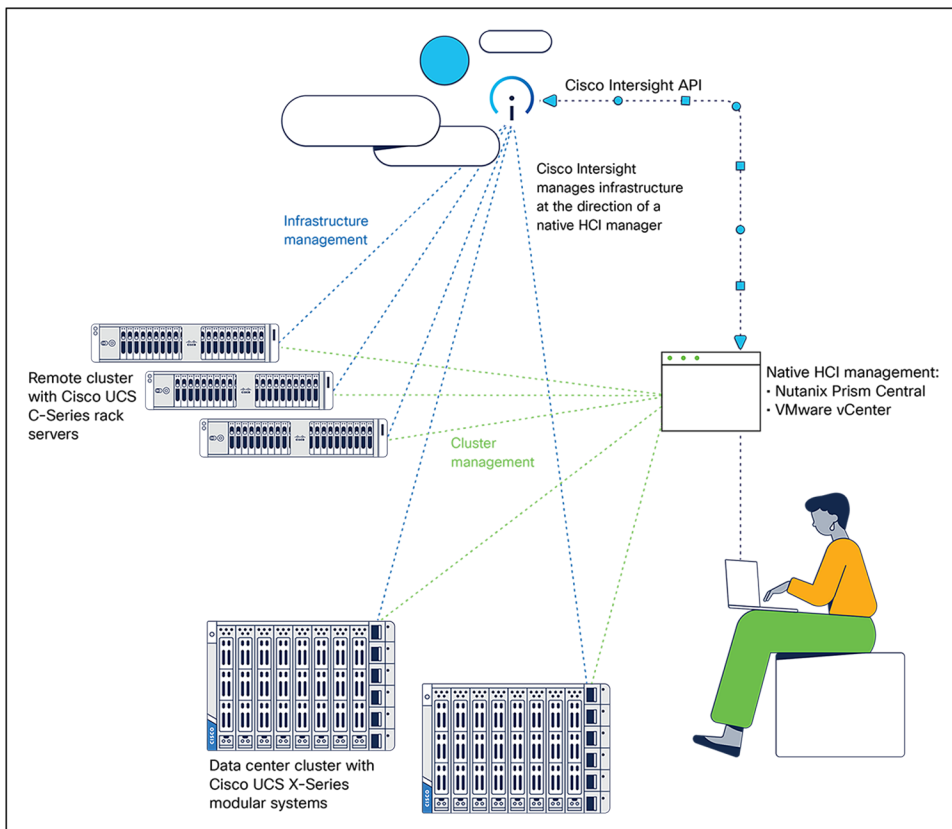 Cisco Intersight API
Cisco Intersight
manages infrastructure
at the direction of a
native HCI manager
Infrastructure
management
Remote cluster
with Cisco UCS
C-Series rack
servers
Native HCI management:
• Nutanix Prism Central
• VMware vCenter
Cluster
management
CISCO
CISCO
Data center cluster with
Cisco UCS X-Series
modular systems